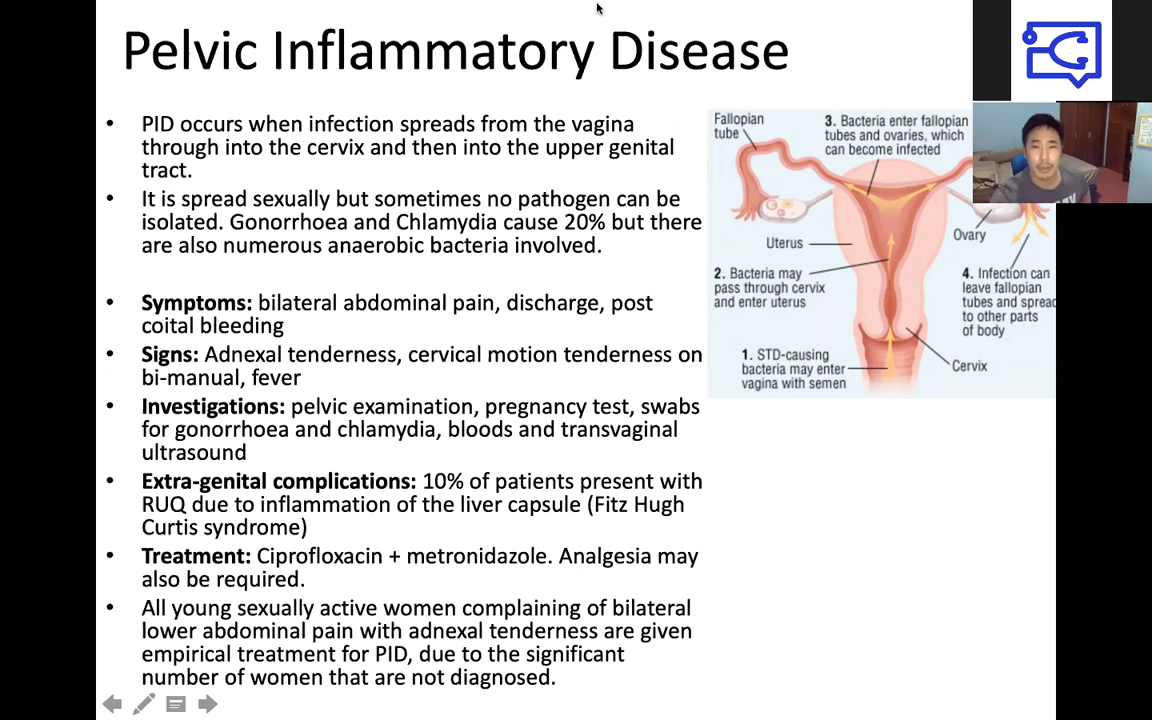 Pelvic Inflammatory Disease
• PID occurs when infection spreads from the vagina
through into the cervix and then into the upper genital
tract.
• It is spread sexually but sometimes no pathogen can be
isolated. Gonorrhoea and Chlamydia cause 20% but there
are also numerous anaerobic bacteria involved.
• Symptoms: bilateral abdominal pain, discharge, post
coital bleeding
• Signs: Adnexal tenderness, cervical motion tenderness on
bi-manual, fever
• Investigations: pelvic examination, pregnancy test, swabs
for gonorrhoea and chlamydia, bloods and transvaginal
ultrasound
• Extra-genital complications: 10% of patients present with
RUQ due to inflammation of the liver capsule (Fitz Hugh
Curtis syndrome)
• Treatment: Ciprofloxacin + metronidazole. Analgesia may
also be required.
• All young sexually active women complaining of bilateral
lower abdominal pain with adnexal tenderness are given
empirical treatment for PID, due to the significant
number of women that are not diagnosed.
Fallopian
tube
3. Bacteria enter fallopian
tubes and ovaries, which
can become infected
Uterus
Ovary
2. Bacteria may
pass through cervix
and enter uterus
4. Infection can
leave fallopian
tubes and spread
to other parts
of body
1. STD-causing
bacteria may enter
vagina with semen
Cervix